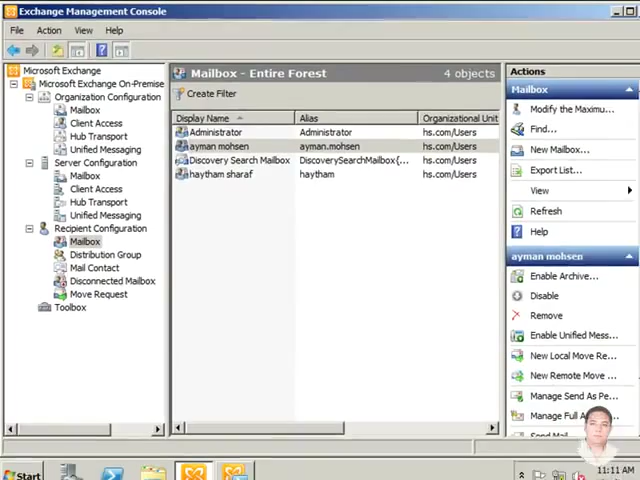 Exchange Management Console
File Action View Help
Microsoft Exchange
Microsoft Exchange On-Premise
Organization Configuration
Mailbox
Client Access
Hub Transport
Unified Messaging
Server Configuration
Mailbox
Client Access
Hub Transport
Unified Messaging
Recipient Configuration
Mailbox
Distribution Group
Mail Contact
Disconnected Mailbox
Move Request
Toolbox
Mailbox - Entire Forest 4 objects
Create Filter
Display Name Alias Organizational Unit
Administrator Administrator hs.com/Users
ayman mohsen ayman.mohsen hs.com/Users
Discovery Search Mailbox DiscoverySearchMailbox{... hs.com/Users
haytham sharaf haytham hs.com/Users
Actions
Mailbox
Modify the Maximu...
Find...
New Mailbox...
Export List...
View
Refresh
Help
ayman mohsen
Enable Archive...
Disable
Remove
Enable Unified Mess...
New Local Move Re...
New Remote Move ...
Manage Send As Pe...
Manage Full A
Send Mail
Start
11:11 AM